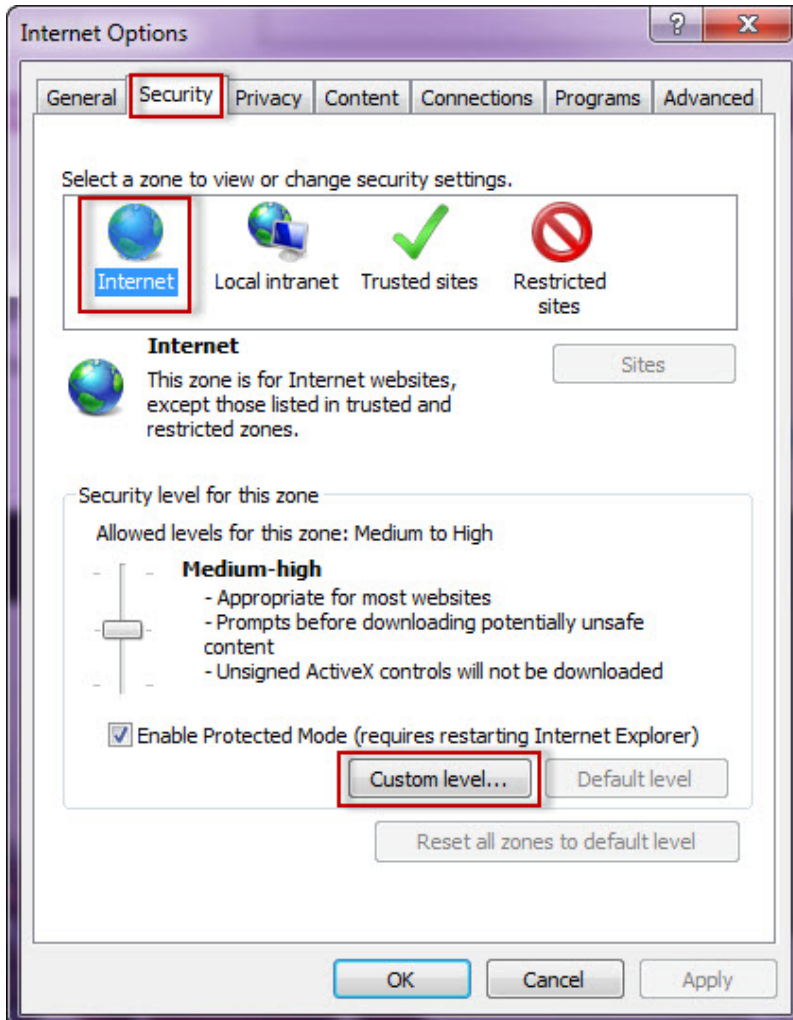 Internet Options
?
X
General Security Privacy Content Connections Programs Advanced
Select a zone to view or change security settings.
Internet Local intranet Trusted sites Restricted
sites
Internet
Sites
This zone is for Internet websites,
except those listed in trusted and
restricted zones.
Security level for this zone
Allowed levels for this zone: Medium to High
Medium-high
- Appropriate for most websites
- Prompts before downloading potentially unsafe
content
- Unsigned ActiveX controls will not be downloaded
Enable Protected Mode (requires restarting Internet Explorer)
Custom level... Default level
Reset all zones to default level
OK Cancel Apply